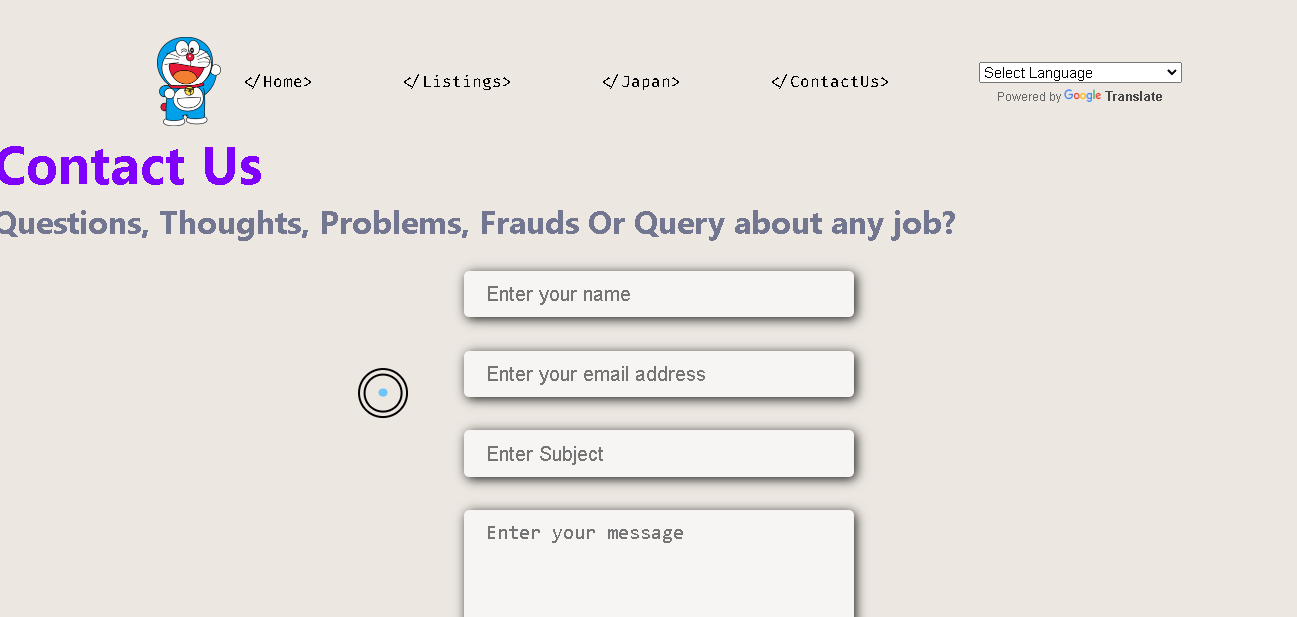 </Home> </Listings> </Japan> </ContactUs> Select Language
Powered by Google Translate
Contact Us
Questions, Thoughts, Problems, Frauds Or Query about any job?
Enter your name
Enter your email address
Enter Subject
Enter your message